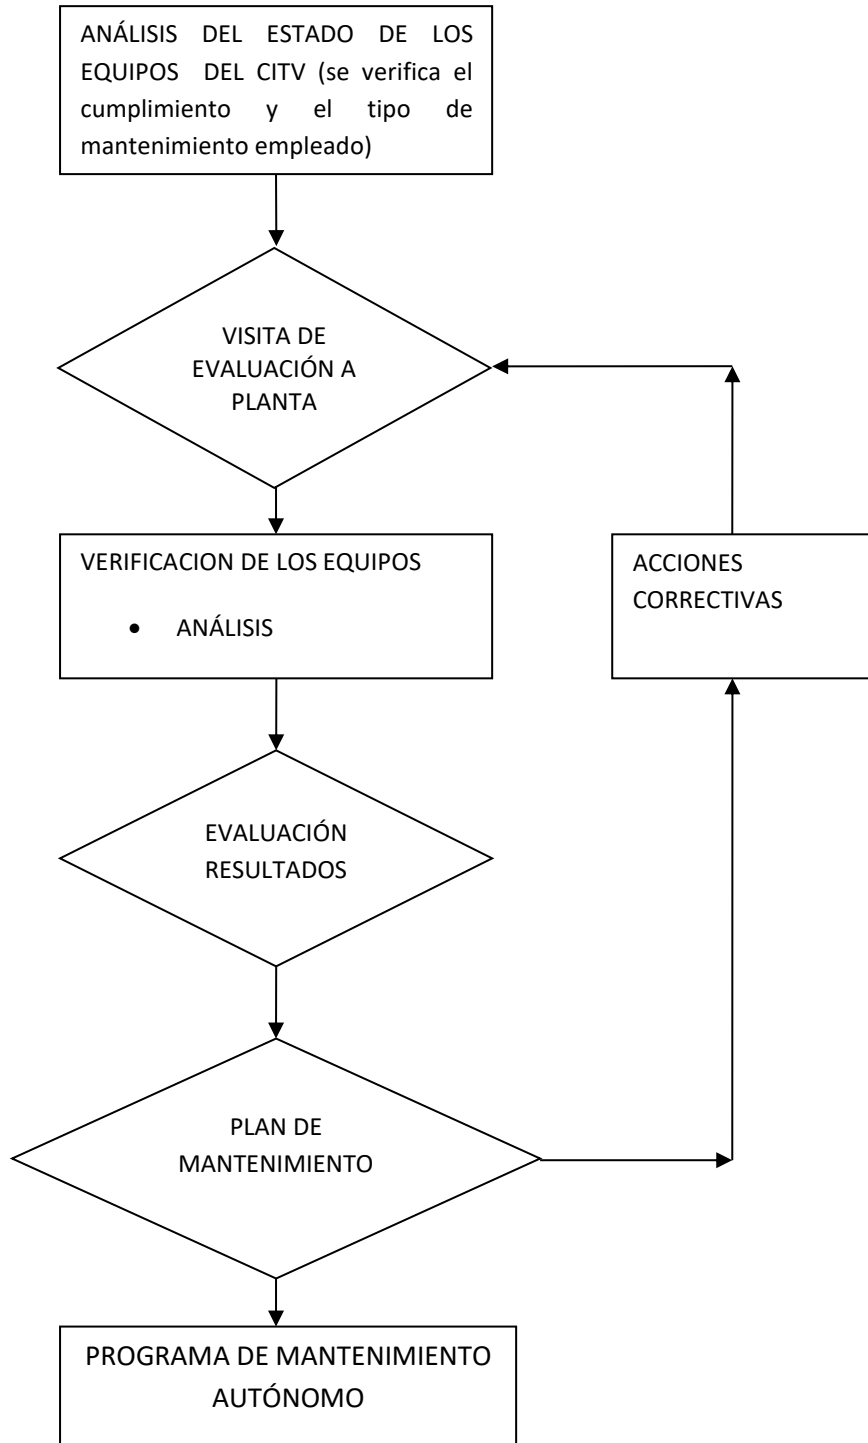 ANÁLISIS DEL ESTADO DE LOS
EQUIPOS DEL CITV (se verifica el
cumplimiento y el tipo de
mantenimiento empleado)
VISITA DE
EVALUACIÓN A
PLANTA
VERIFICACION DE LOS EQUIPOS
• ANÁLISIS
ACCIONES
CORRECTIVAS
EVALUACIÓN
RESULTADOS
PLAN DE
MANTENIMIENTO
PROGRAMA DE MANTENIMIENTO
AUTÓNOMO